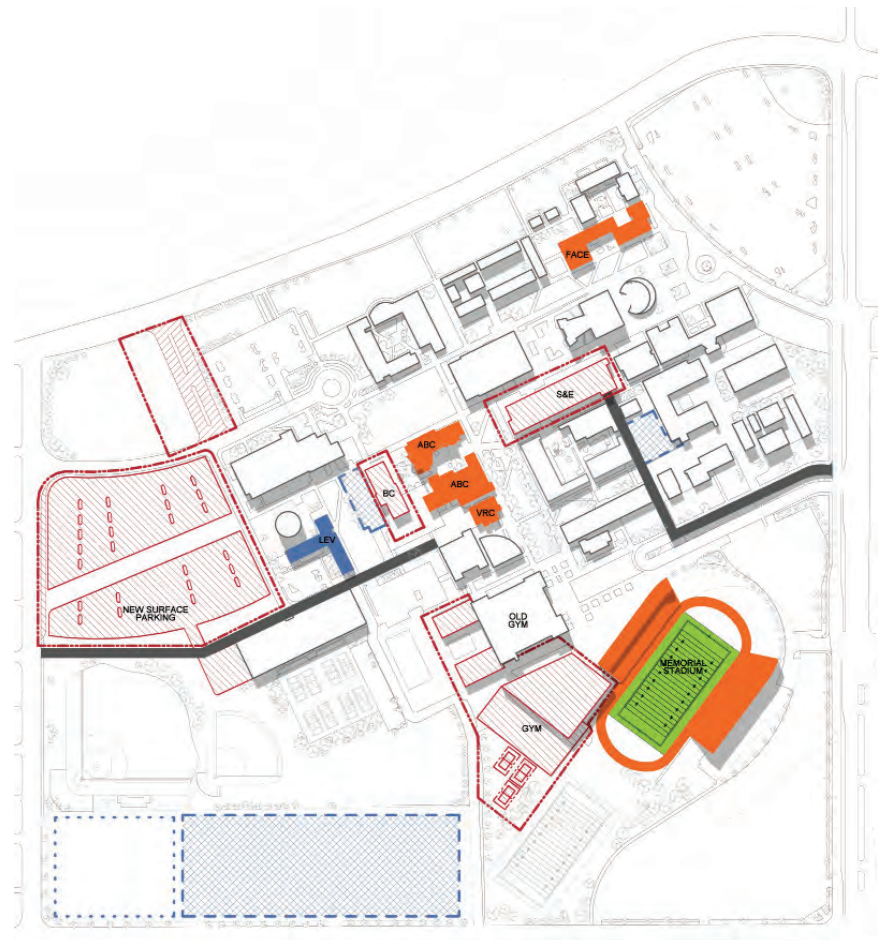 FACE
S&E
ABC
BC
ABC
VRC
LEV
NEW SURFACE
PARKING
OLD
GYM
MEMORIAL
STADIUM
GYM